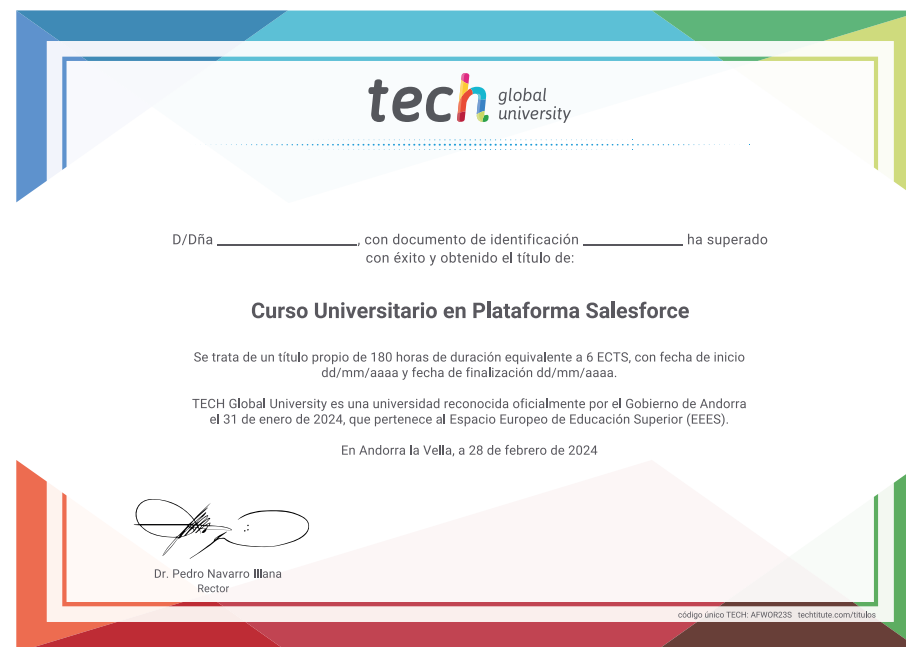 tech global university
D/Dña ____________________, con documento de identificación ______________ ha superado
con éxito y obtenido el título de:
Curso Universitario en Plataforma Salesforce
Se trata de un título propio de 180 horas de duración equivalente a 6 ECTS, con fecha de inicio
dd/mm/aaaa y fecha de finalización dd/mm/aaaa.
TECH Global University es una universidad reconocida oficialmente por el Gobierno de Andorra
el 31 de enero de 2024, que pertenece al Espacio Europeo de Educación Superior (EEES).
En Andorra la Vella, a 28 de febrero de 2024
Dr. Pedro Navarro Illana
Rector
código único TECH: AFWOR23S techtitute.com/titulos